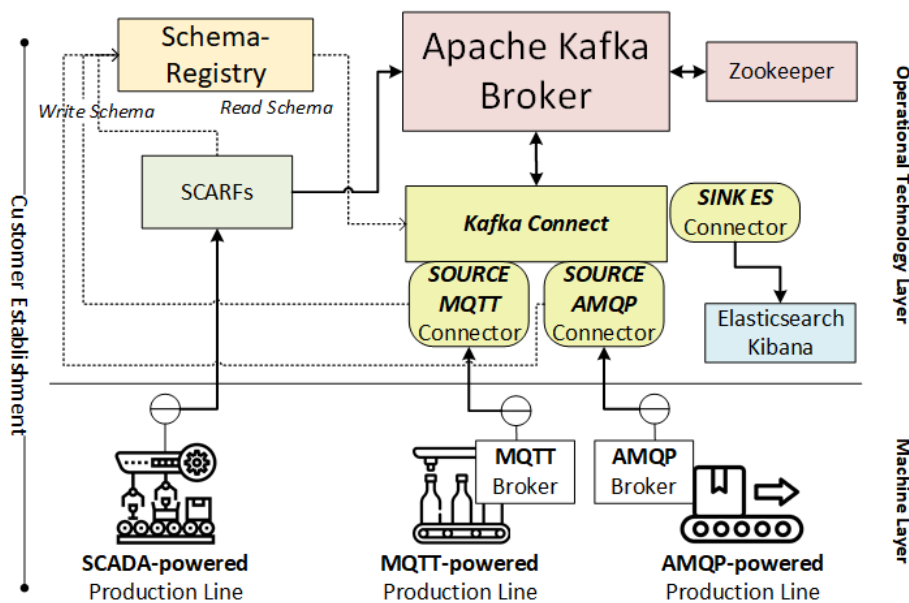 Schema-
Registry
Apache Kafka
Broker
Zookeeper
Write Schema
Read Schema
SCARFs
Kafka Connect
SINK ES
Connector
SOURCE
MQTT
Connector
SOURCE
AMQP
Connector
Elasticsearch
Kibana
Customer Establishment
Operational Technology
Layer
MQTT
Broker
AMQP
Broker
Machine Layer
SCADA-powered
Production Line
MQTT-powered
Production Line
AMQP-powered
Production Line